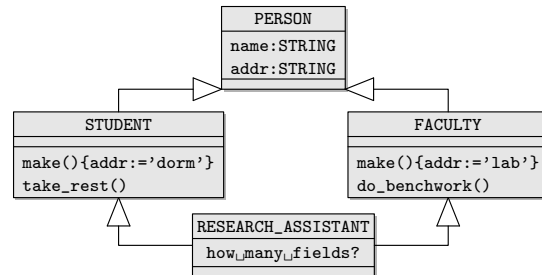 PERSON
name:STRING
addr:STRING
STUDENT
make(){addr:='dorm'}
take_rest()
FACULTY
make(){addr:='lab'}
do_benchwork()
RESEARCH_ASSISTANT
how␣many␣fields?